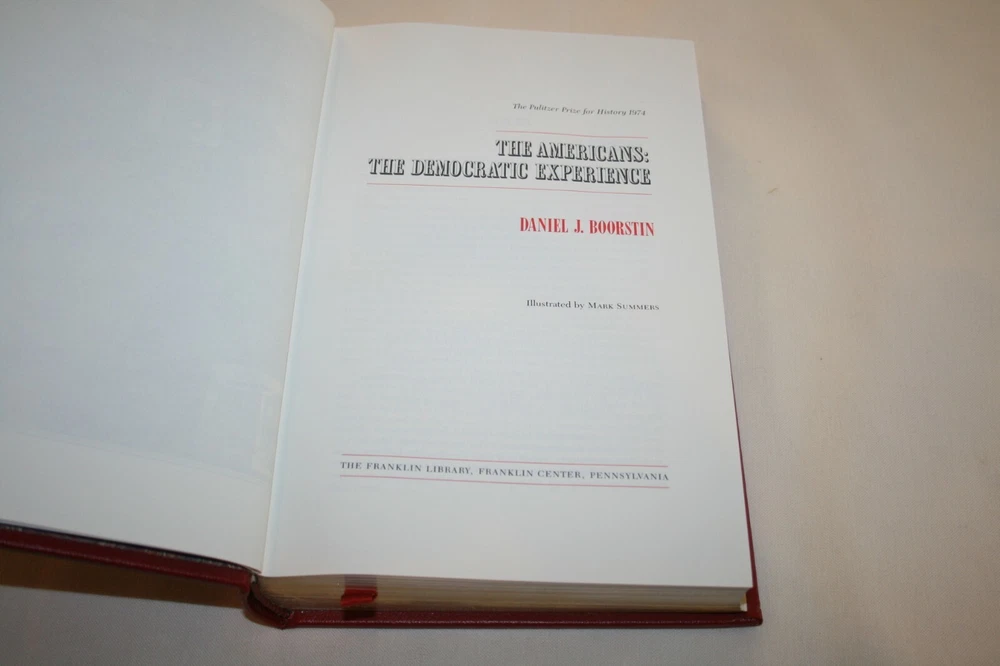 The Pulitzer Prize for History 1974
THE AMERICANS:
THE DEMOCRATIC EXPERIENCE
DANIEL J. BOORSTIN
Illustrated by MARK SUMMERS
THE FRANKLIN LIBRARY, FRANKLIN CENTER, PENNSYLVANIA